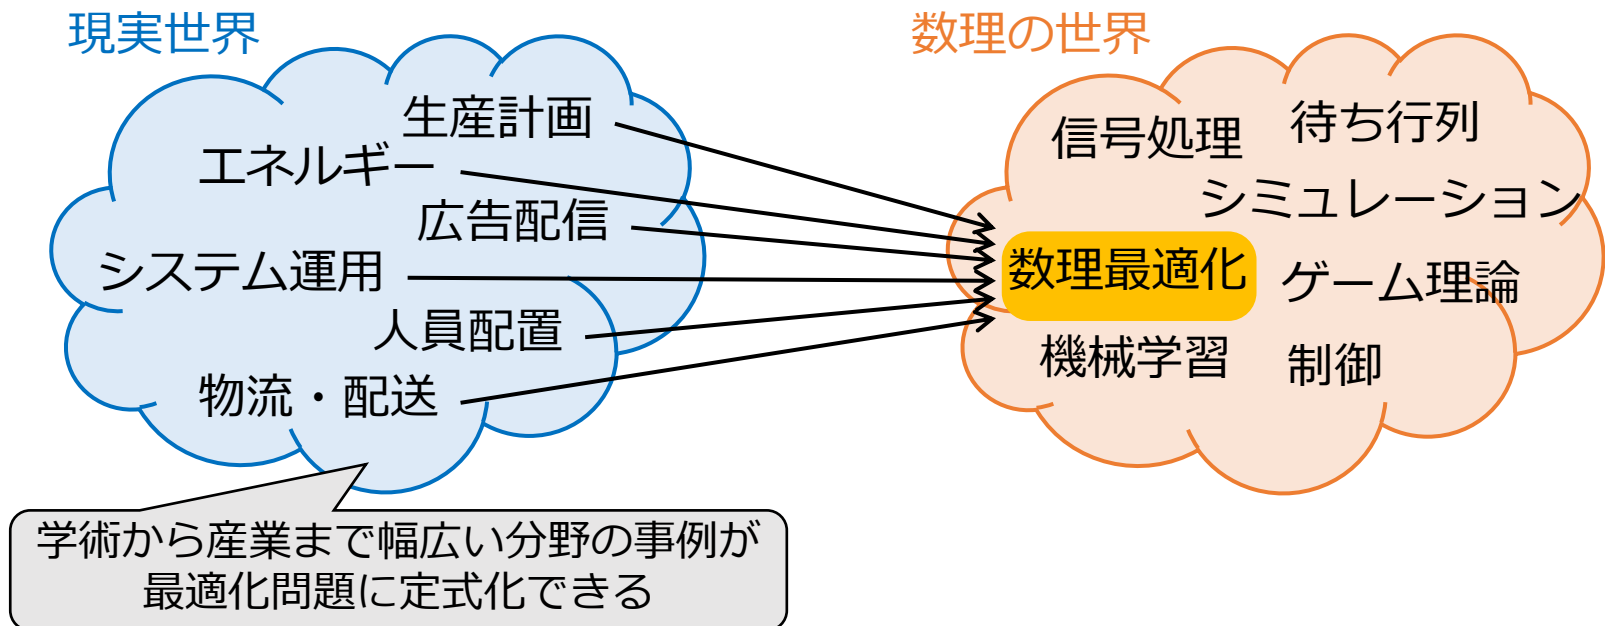 現実世界
生産計画
エネルギー
広告配信
システム運用
人員配置
物流・配送
学術から産業まで幅広い分野の事例が
最適化問題に定式化できる
数理の世界
信号処理
待ち行列
シミュレーション
数理最適化
ゲーム理論
機械学習
制御